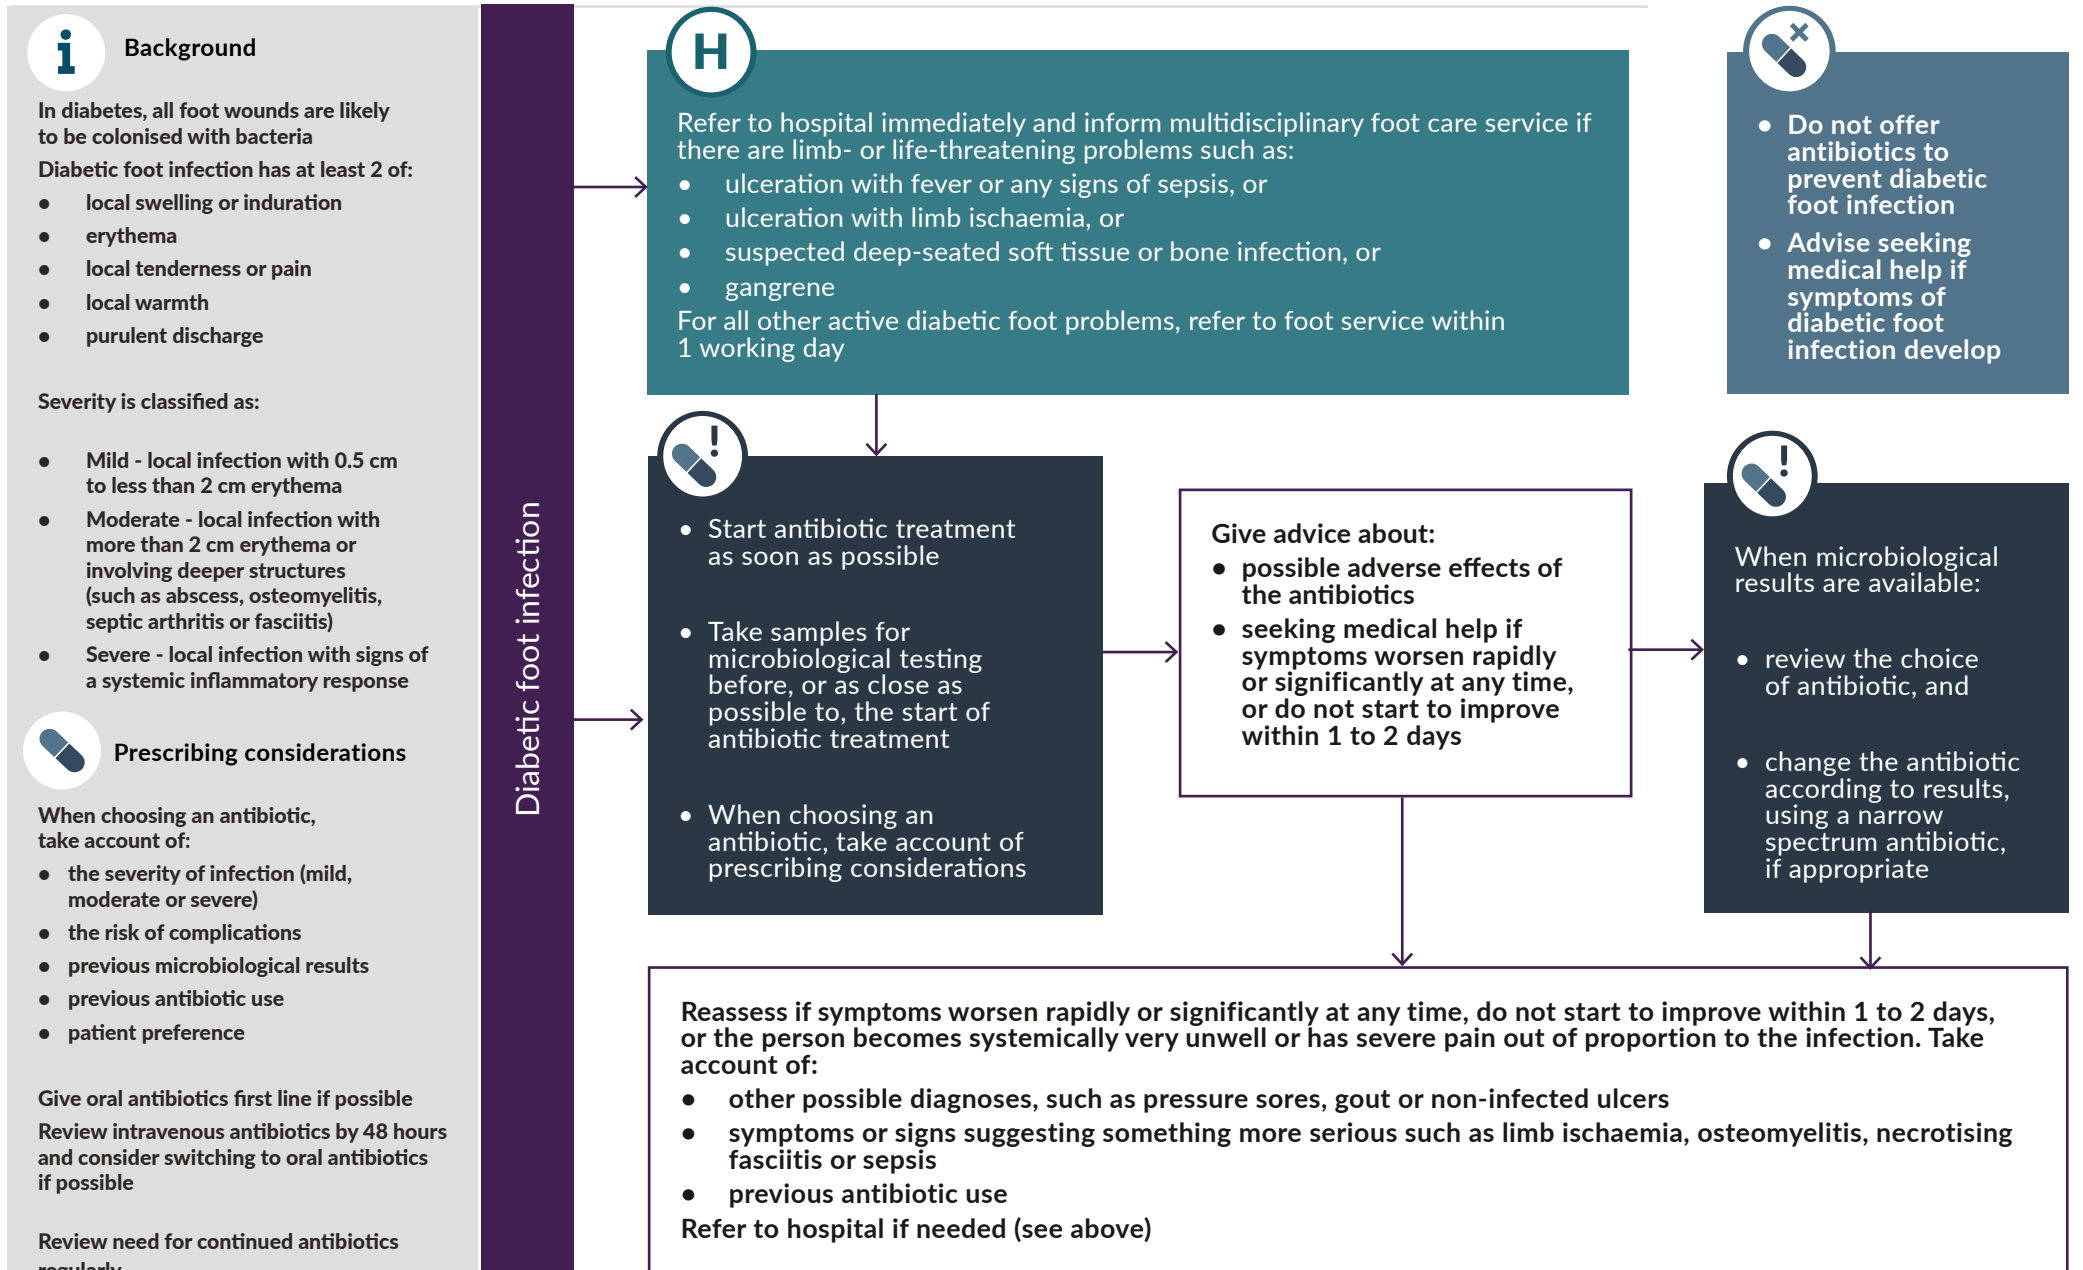 Background
In diabetes, all foot wounds are likely
to be colonised with bacteria
Diabetic foot infection has at least 2 of:
● local swelling or induration
● erythema
● local tenderness or pain
● local warmth
● purulent discharge
Severity is classified as:
● Mild - local infection with 0.5 cm
to less than 2 cm erythema
● Moderate - local infection with
more than 2 cm erythema or
involving deeper structures
(such as abscess, osteomyelitis,
septic arthritis or fasciitis)
● Severe - local infection with signs of
a systemic inflammatory response
Prescribing considerations
When choosing an antibiotic,
take account of:
● the severity of infection (mild,
moderate or severe)
● the risk of complications
● previous microbiological results
● previous antibiotic use
● patient preference
Give oral antibiotics first line if possible
Review intravenous antibiotics by 48 hours
and consider switching to oral antibiotics
if possible
Review need for continued antibiotics
regularly
Diabetic foot infection
H
Refer to hospital immediately and inform multidisciplinary foot care service if
there are limb- or life-threatening problems such as:
● ulceration with fever or any signs of sepsis, or
● ulceration with limb ischaemia, or
● suspected deep-seated soft tissue or bone infection, or
● gangrene
For all other active diabetic foot problems, refer to foot service within
1 working day
● Do not offer
antibiotics to
prevent diabetic
foot infection
● Advise seeking
medical help if
symptoms of
diabetic foot
infection develop
● Start antibiotic treatment
as soon as possible
● Take samples for
microbiological testing
before, or as close as
possible to, the start of
antibiotic treatment
● When choosing an
antibiotic, take account of
prescribing considerations
Give advice about:
● possible adverse effects of
the antibiotics
● seeking medical help if
symptoms worsen rapidly
or significantly at any time,
or do not start to improve
within 1 to 2 days
When microbiological
results are available:
● review the choice
of antibiotic, and
● change the antibiotic
according to results,
using a narrow
spectrum antibiotic,
if appropriate
Reassess if symptoms worsen rapidly or significantly at any time, do not start to improve within 1 to 2 days,
or the person becomes systemically very unwell or has severe pain out of proportion to the infection. Take
account of:
● other possible diagnoses, such as pressure sores, gout or non-infected ulcers
● symptoms or signs suggesting something more serious such as limb ischaemia, osteomyelitis, necrotising
fasciitis or sepsis
● previous antibiotic use
Refer to hospital if needed (see above)